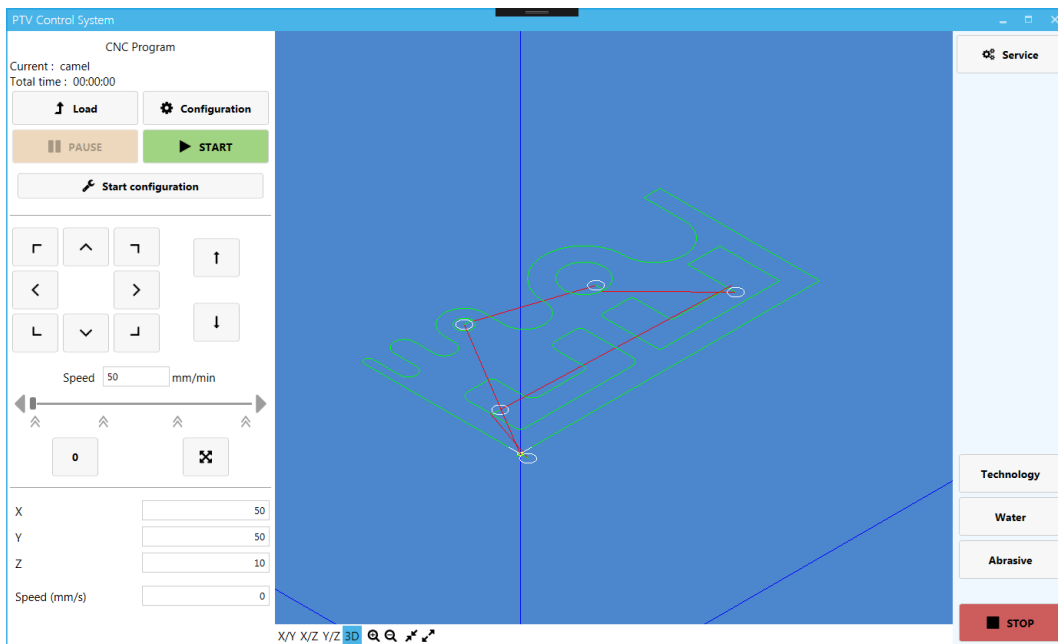 PTV Control System
CNC Program
Current : camel
Total time : 00:00:00
Load
Configuration
PAUSE
START
Start configuration
Speed 50 mm/min
0
X 50
Y 50
Z 10
Speed (mm/s) 0
X/Y X/Z Y/Z 3D
Service
Technology
Water
Abrasive
STOP